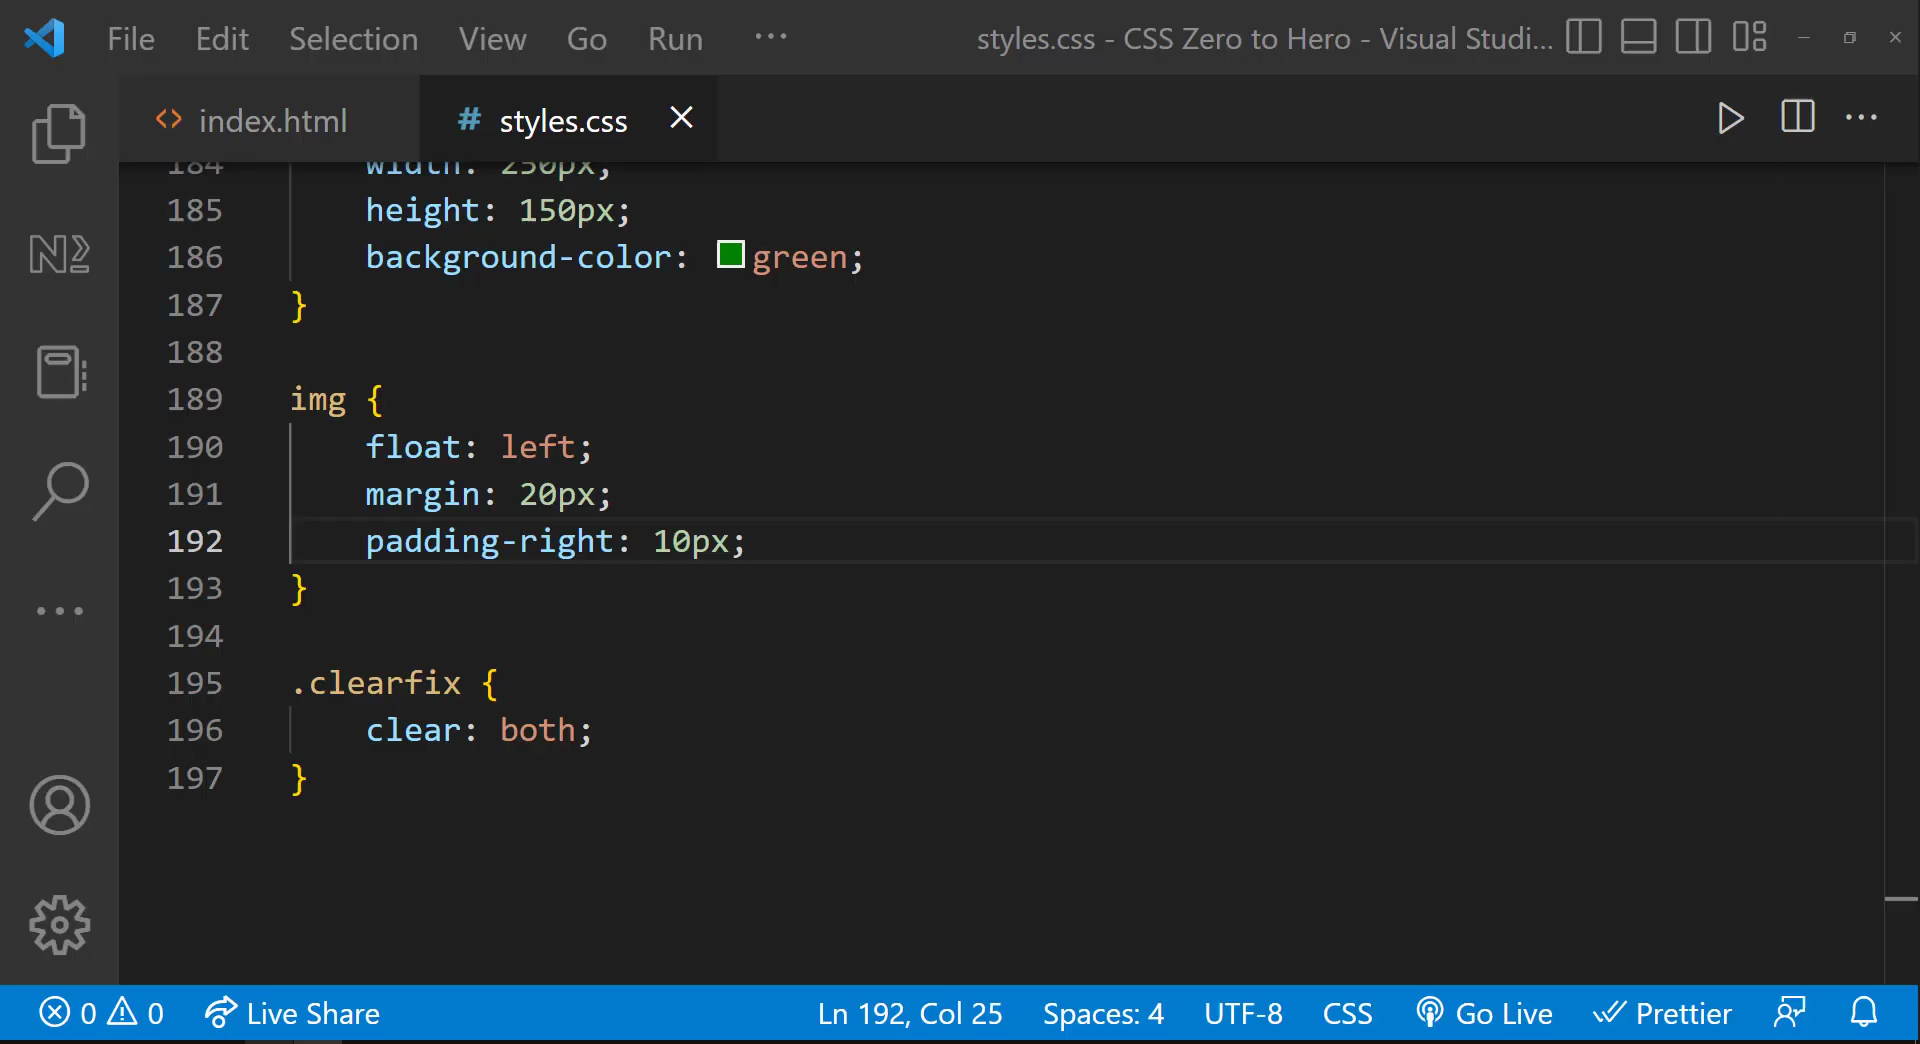 File Edit Selection View Go Run ··· styles.css - CSS Zero to Hero - Visual Studi...
<> index.html # styles.css
184 width: 250px;
185 height: 150px;
186 background-color: green;
187 }
188
189 img {
190 float: left;
191 margin: 20px;
192 padding-right: 10px;
193 }
194
195 .clearfix {
196 clear: both;
197 }
0 0 Live Share Ln 192, Col 25 Spaces: 4 UTF-8 CSS Go Live Prettier